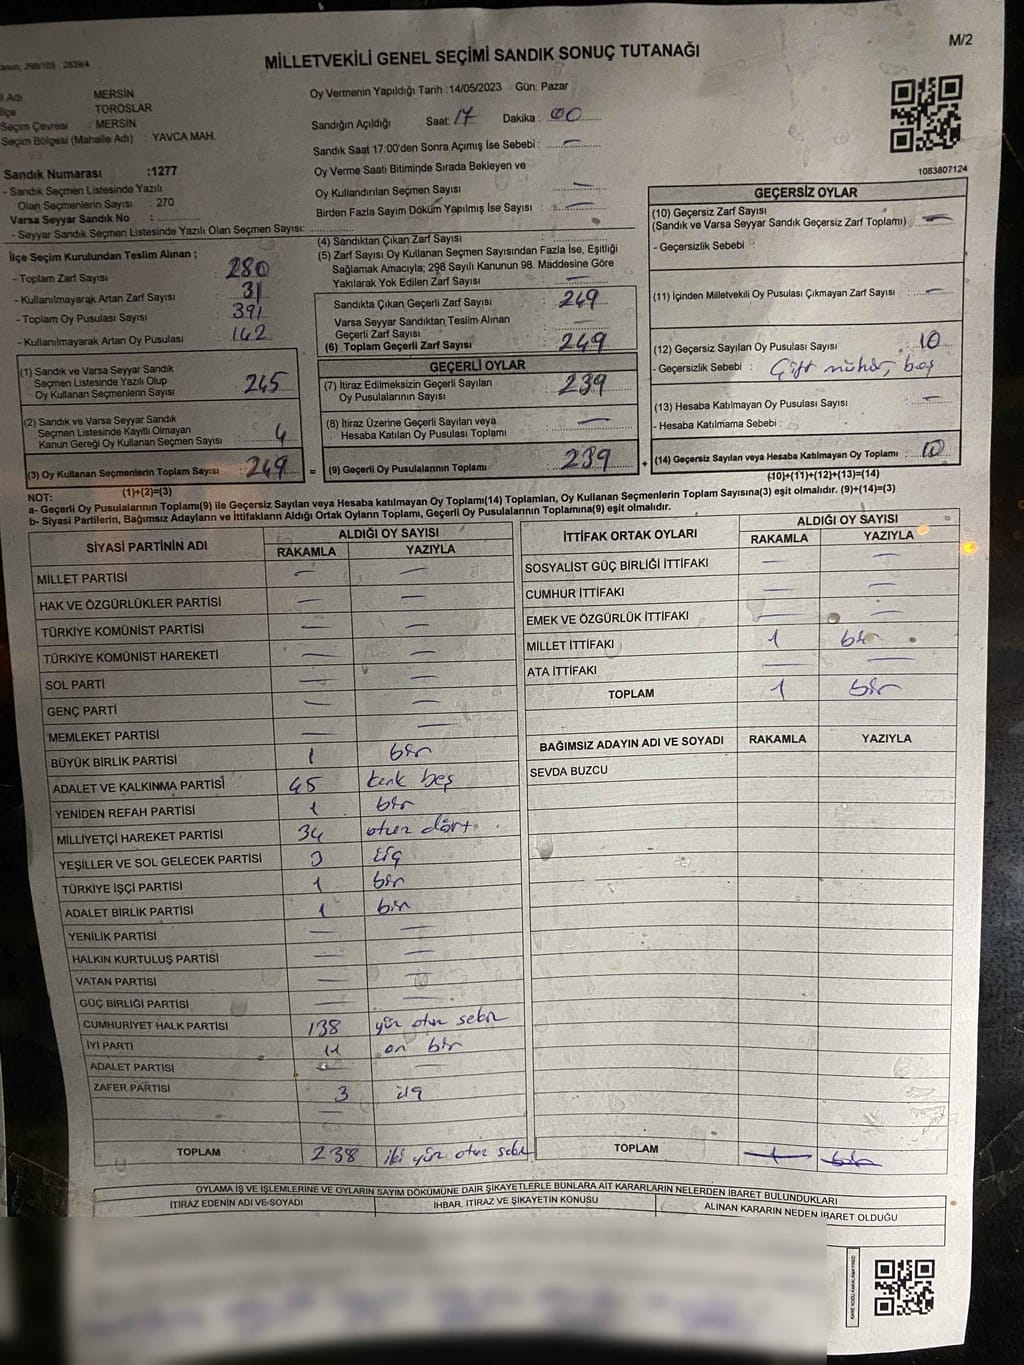 M/2
MİLLETVEKİLİ GENEL SEÇİMİ SANDIK SONUÇ TUTANAĞI
298/103 2839/4
MERSİN
TOROSLAR
Seçim Çevresi : MERSİN
Seçim Bölgesi (Mahalle Adı) : YAVCA MAH.
Sandık Numarası :1277
- Sandık Seçmen Listesinde Yazılı
Olan Seçmenlerin Sayısı : 270
Varsa Seyyar Sandık No :
- Seyyar Sandık Seçmen Listesinde Yazılı Olan Seçmen Sayısı:
Oy Vermenin Yapıldığı Tarih :14/05/2023 Gün: Pazar
Sandığın Açıldığı Saat: 17 Dakika : 00
Sandık Saat 17:00'den Sonra Açımış İse Sebebi : —
Oy Verme Saati Bitiminde Sırada Bekleyen ve
Oy Kullandırılan Seçmen Sayısı : —
Birden Fazla Sayım Döküm Yapılmış İse Sayısı : —
1083807124
İlçe Seçim Kurulundan Teslim Alınan ;
- Toplam Zarf Sayısı : 280
- Kullanılmayarak Artan Zarf Sayısı : 31
- Toplam Oy Pusulası Sayısı : 391
- Kullanılmayarak Artan Oy Pusulası : 142
(1) Sandık ve Varsa Seyyar Sandık
Seçmen Listesinde Yazılı Olup
Oy Kullanan Seçmenlerin Sayısı : 245
(2) Sandık ve Varsa Seyyar Sandık
Seçmen Listesinde Kayıtlı Olmayan
Kanun Gereği Oy Kullanan Seçmen Sayısı : 4
(3) Oy Kullanan Seçmenlerin Toplam Sayısı : 249
(1)+(2)=(3)
(4) Sandıktan Çıkan Zarf Sayısı :
(5) Zarf Sayısı Oy Kullanan Seçmen Sayısından Fazla İse, Eşitliği
Sağlamak Amacıyla; 298 Sayılı Kanunun 98. Maddesine Göre
Yakılarak Yok Edilen Zarf Sayısı : —
Sandıkta Çıkan Geçerli Zarf Sayısı : 249
Varsa Seyyar Sandıktan Teslim Alınan
Geçerli Zarf Sayısı : —
(6) Toplam Geçerli Zarf Sayısı : 249
GEÇERLİ OYLAR
(7) İtiraz Edilmeksizin Geçerli Sayılan
Oy Pusulalarının Sayısı : 239
(8) İtiraz Üzerine Geçerli Sayılan veya
Hesaba Katılan Oy Pusulası Toplamı : —
= (9) Geçerli Oy Pusulalarının Toplamı : 239
GEÇERSİZ OYLAR
(10) Geçersiz Zarf Sayısı
(Sandık ve Varsa Seyyar Sandık Geçersiz Zarf Toplamı) : —
- Geçersizlik Sebebi :
(11) İçinden Milletvekili Oy Pusulası Çıkmayan Zarf Sayısı : —
(12) Geçersiz Sayılan Oy Pusulası Sayısı : 10
- Geçersizlik Sebebi : Çift mühür, boş
(13) Hesaba Katılmayan Oy Pusulası Sayısı : —
- Hesaba Katılmama Sebebi :
+ (14) Geçersiz Sayılan veya Hesaba Katılmayan Oy Toplamı : 10
(10)+(11)+(12)+(13)=(14)
NOT:
a- Geçerli Oy Pusulalarının Toplamı(9) ile Geçersiz Sayılan veya Hesaba katılmayan Oy Toplamı(14) Toplamları, Oy Kullanan Seçmenlerin Toplam Sayısına(3) eşit olmalıdır. (9)+(14)=(3)
b- Siyasi Partilerin, Bağımsız Adayların ve İttifakların Aldığı Ortak Oyların Toplamı, Geçerli Oy Pusulalarının Toplamına(9) eşit olmalıdır.
SİYASİ PARTİNİN ADI ALDIĞI OY SAYISI
RAKAMLA YAZIYLA
MİLLET PARTİSİ — —
HAK VE ÖZGÜRLÜKLER PARTİSİ — —
TÜRKİYE KOMÜNİST PARTİSİ — —
TÜRKİYE KOMÜNİST HAREKETİ — —
SOL PARTİ — —
GENÇ PARTİ — —
MEMLEKET PARTİSİ —
BÜYÜK BİRLİK PARTİSİ 1 bir
ADALET VE KALKINMA PARTİSİ 45 kırk beş
YENİDEN REFAH PARTİSİ 1 bir
MİLLİYETÇİ HAREKET PARTİSİ 34 otuz dört
YEŞİLLER VE SOL GELECEK PARTİSİ 3 üç
TÜRKİYE İŞÇİ PARTİSİ 1 bir
ADALET BİRLİK PARTİSİ 1 bir
YENİLİK PARTİSİ — —
HALKIN KURTULUŞ PARTİSİ — —
VATAN PARTİSİ — —
GÜÇ BİRLİĞİ PARTİSİ — —
CUMHURİYET HALK PARTİSİ 138 yüz otuz sekiz
İYİ PARTİ 11 on bir
ADALET PARTİSİ — —
ZAFER PARTİSİ 3 üç
—
TOPLAM 238 iki yüz otuz sekiz
İTTİFAK ORTAK OYLARI ALDIĞI OY SAYISI
RAKAMLA YAZIYLA
SOSYALİST GÜÇ BİRLİĞİ İTTİFAKI — —
CUMHUR İTTİFAKI — —
EMEK VE ÖZGÜRLÜK İTTİFAKI — —
MİLLET İTTİFAKI 1 bir
ATA İTTİFAKI — —
TOPLAM 1 bir
BAĞIMSIZ ADAYIN ADI VE SOYADI RAKAMLA YAZIYLA
SEVDA BUZCU
TOPLAM 1 bir
OYLAMA İŞ VE İŞLEMLERİNE VE OYLARIN SAYIM DÖKÜMÜNE DAİR ŞİKAYETLERLE BUNLARA AİT KARARLARIN NELERDEN İBARET BULUNDUKLARI
İTİRAZ EDENİN ADI VE-SOYADI İHBAR, İTİRAZ VE ŞİKAYETİN KONUSU ALINAN KARARIN NEDEN İBARET OLDUĞU